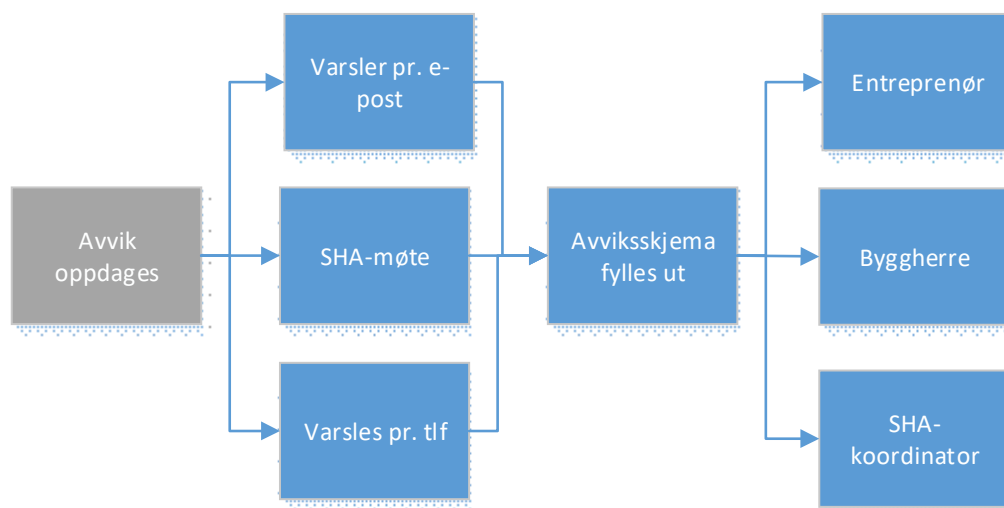 Avvik
oppdages
Varsler pr. e-
post
SHA-møte
Varsles pr. tlf
Avviksskjema
fylles ut
Entreprenør
Byggherre
SHA-
koordinator